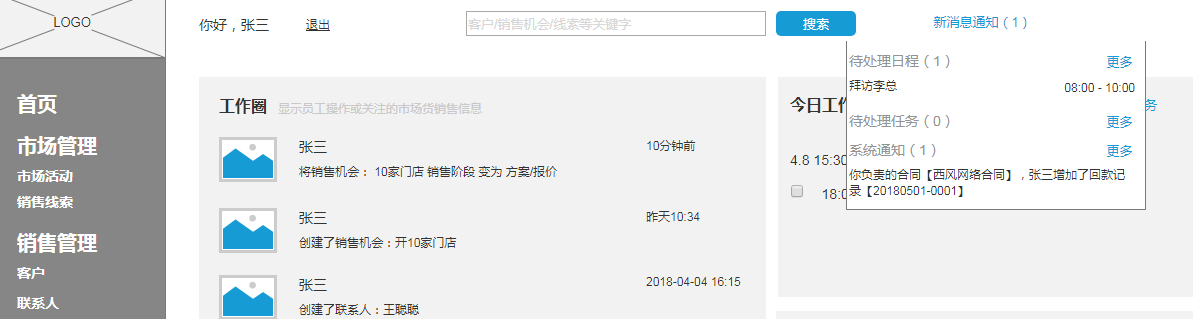 LOGO
首页
市场管理
市场活动
销售线索
销售管理
客户
联系人
你好，张三 退出
客户/销售机会/线索等关键字
搜索
新消息通知（1）
工作圈 显示员工操作或关注的市场货销售信息
张三 10分钟前
将销售机会： 10家门店 销售阶段 变为 方案/报价
张三 昨天10:34
创建了销售机会：开10家门店
张三 2018-04-04 16:15
创建了联系人：王聪聪
今日工作
务
4.8 15:30
18:0
待处理日程（1） 更多
拜访李总 08:00 - 10:00
待处理任务（0） 更多
系统通知（1） 更多
你负责的合同【西风网络合同】，张三增加了回款记
录【20180501-0001】